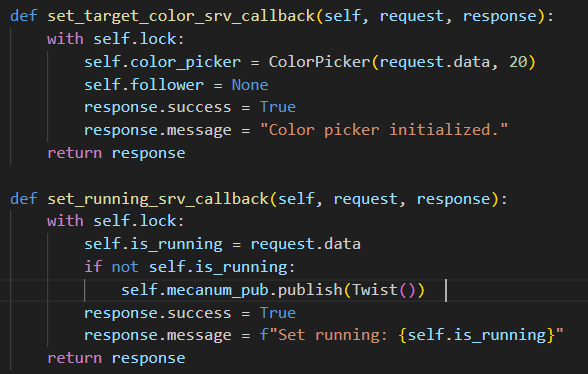 def set_target_color_srv_callback(self, request, response):
    with self.lock:
        self.color_picker = ColorPicker(request.data, 20)
        self.follower = None
        response.success = True
        response.message = "Color picker initialized."
    return response

def set_running_srv_callback(self, request, response):
    with self.lock:
        self.is_running = request.data
        if not self.is_running:
            self.mecanum_pub.publish(Twist())
        response.success = True
        response.message = f"Set running: {self.is_running}"
    return response